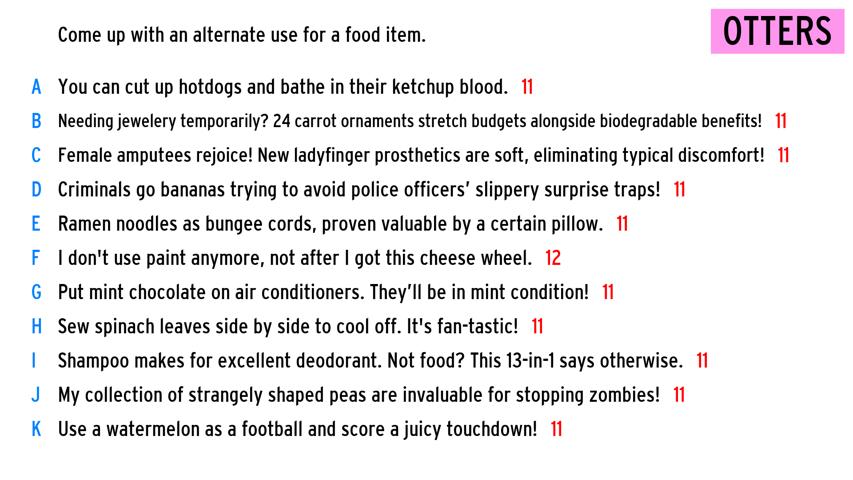 Come up with an alternate use for a food item.
OTTERS
A You can cut up hotdogs and bathe in their ketchup blood. 11
B Needing jewelery temporarily? 24 carrot ornaments stretch budgets alongside biodegradable benefits! 11
C Female amputees rejoice! New ladyfinger prosthetics are soft, eliminating typical discomfort! 11
D Criminals go bananas trying to avoid police officers’ slippery surprise traps! 11
E Ramen noodles as bungee cords, proven valuable by a certain pillow. 11
F I don't use paint anymore, not after I got this cheese wheel. 12
G Put mint chocolate on air conditioners. They’ll be in mint condition! 11
H Sew spinach leaves side by side to cool off. It's fan-tastic! 11
I Shampoo makes for excellent deodorant. Not food? This 13-in-1 says otherwise. 11
J My collection of strangely shaped peas are invaluable for stopping zombies! 11
K Use a watermelon as a football and score a juicy touchdown! 11